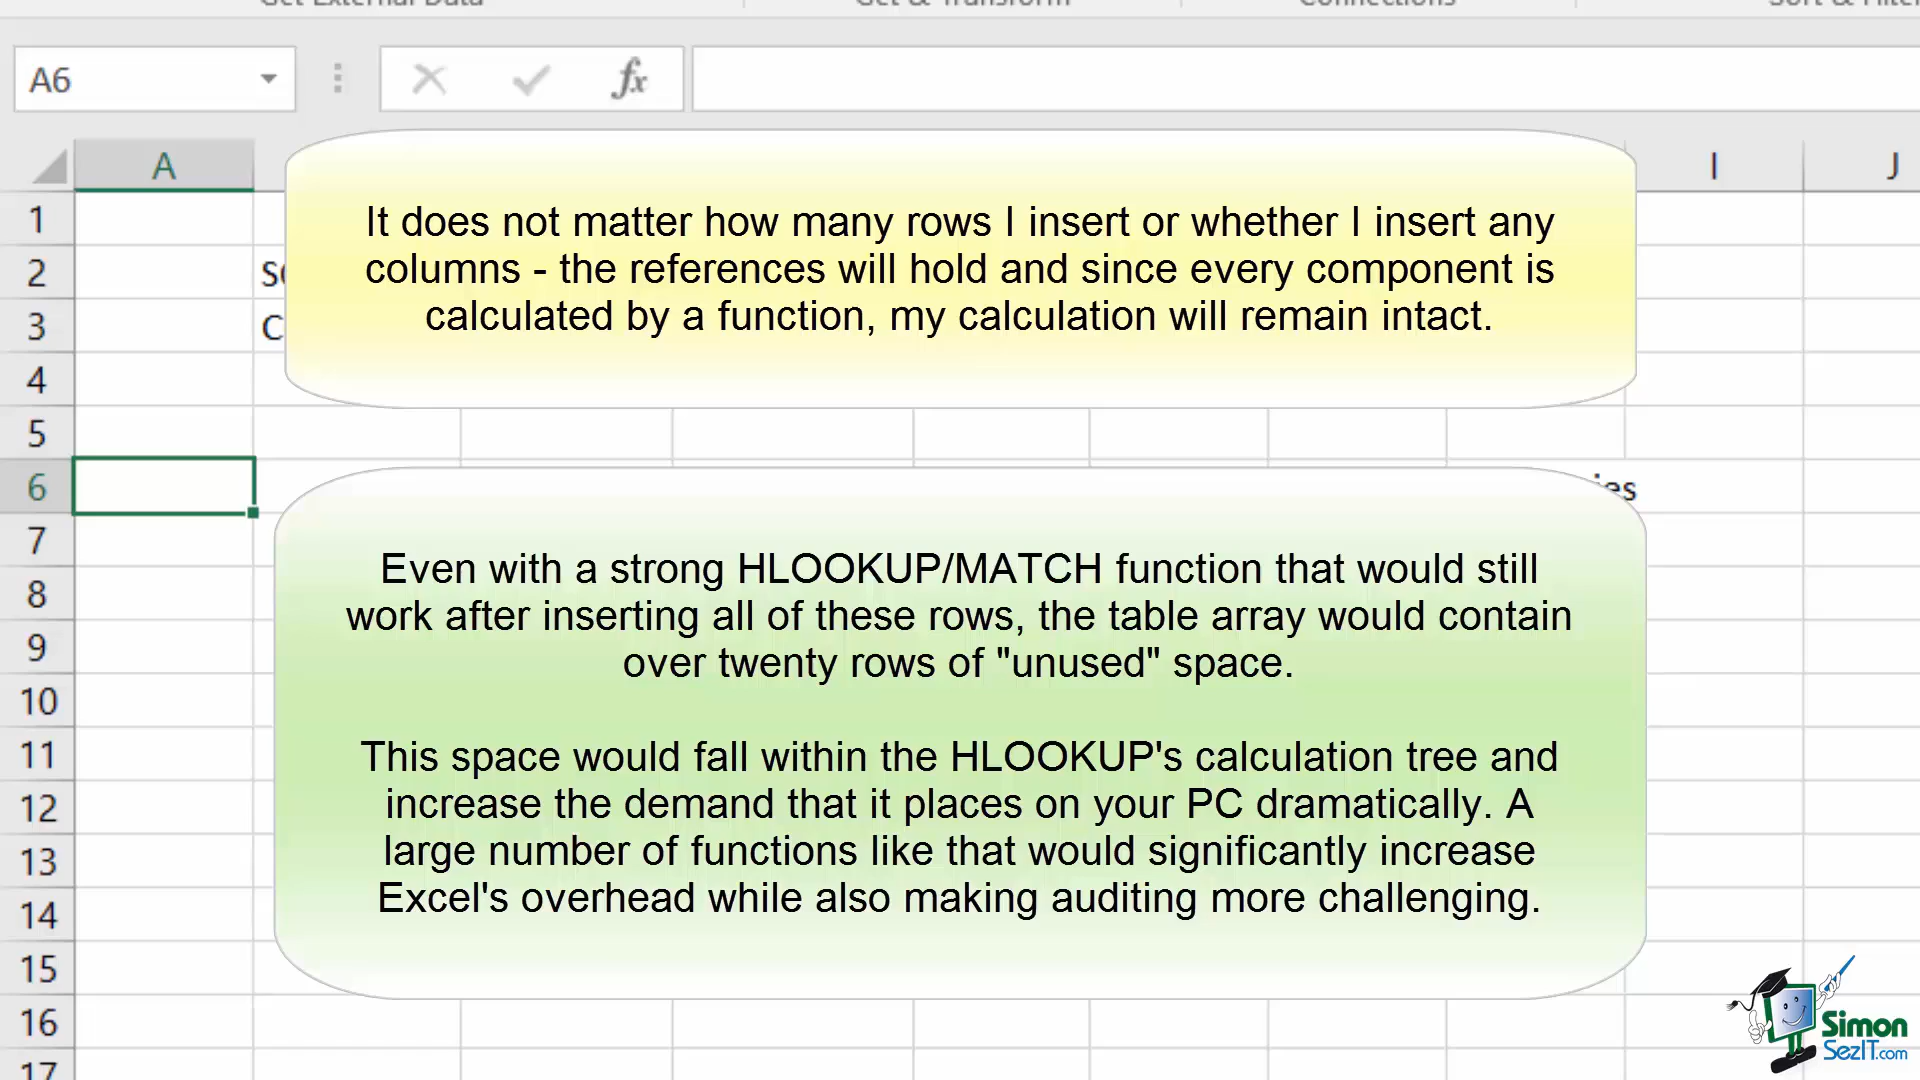 A6
fx
A
I
J
1
2
3
4
5
6
7
8
9
10
11
12
13
14
15
16
17
It does not matter how many rows I insert or whether I insert any
columns - the references will hold and since every component is
calculated by a function, my calculation will remain intact.
Even with a strong HLOOKUP/MATCH function that would still
work after inserting all of these rows, the table array would contain
over twenty rows of "unused" space.
This space would fall within the HLOOKUP's calculation tree and
increase the demand that it places on your PC dramatically. A
large number of functions like that would significantly increase
Excel's overhead while also making auditing more challenging.
Simon
SezIT.com